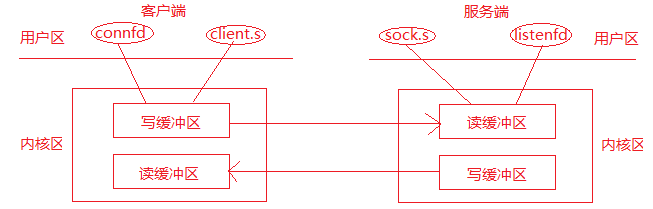 客户端
服务端
connfd
client.s
sock.s
listenfd
用户区
用户区
写缓冲区
读缓冲区
内核区
内核区
读缓冲区
写缓冲区